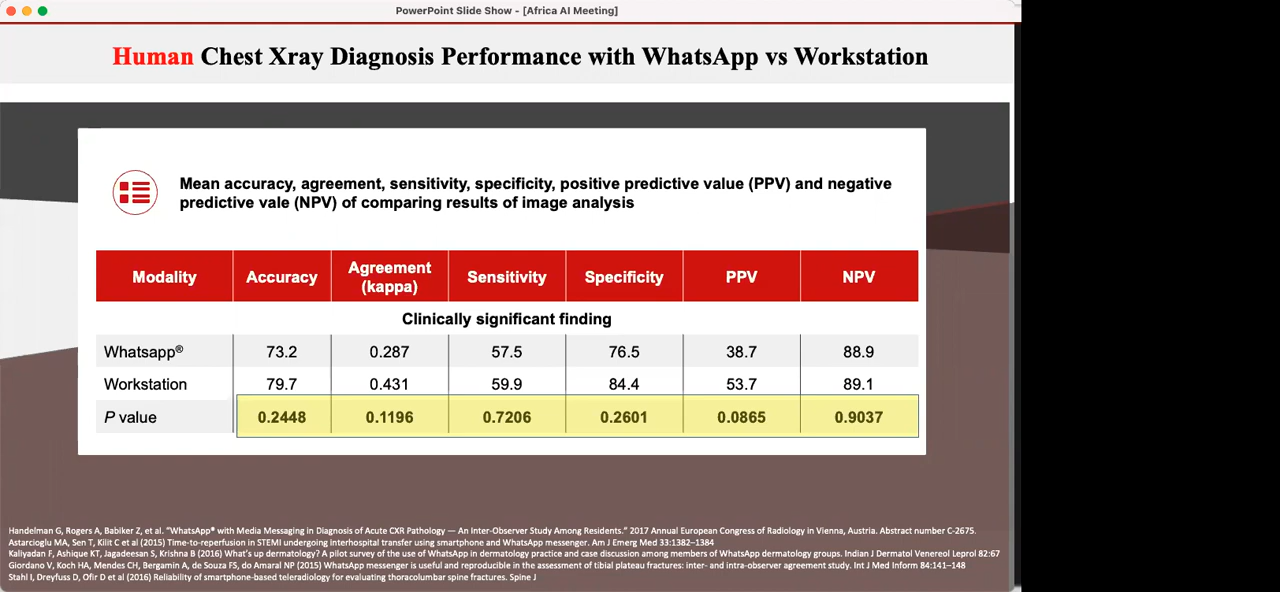 PowerPoint Slide Show - [Africa AI Meeting]
Human Chest Xray Diagnosis Performance with WhatsApp vs Workstation
Mean accuracy, agreement, sensitivity, specificity, positive predictive value (PPV) and negative
predictive vale (NPV) of comparing results of image analysis
Modality Accuracy Agreement (kappa) Sensitivity Specificity PPV NPV
Clinically significant finding
Whatsapp® 73.2 0.287 57.5 76.5 38.7 88.9
Workstation 79.7 0.431 59.9 84.4 53.7 89.1
P value 0.2448 0.1196 0.7206 0.2601 0.0865 0.9037
Handelman G, Rogers A, Babiker Z, et al. "WhatsApp® with Media Messaging in Diagnosis of Acute CXR Pathology — An Inter-Observer Study Among Residents." 2017 Annual European Congress of Radiology in Vienna, Austria. Abstract number C-2675.
Astarcioglu MA, Sen T, Kilit C et al (2015) Time-to-reperfusion in STEMI undergoing interhospital transfer using smartphone and WhatsApp messenger. Am J Emerg Med 33:1382–1384
Kaliyadan F, Ashique KT, Jagadeesan S, Krishna B (2016) What's up dermatology? A pilot survey of the use of WhatsApp in dermatology practice and case discussion among members of WhatsApp dermatology groups. Indian J Dermatol Venereol Leprol 82:67
Giordano V, Koch HA, Mendes CH, Bergamin A, de Souza FS, do Amaral NP (2015) WhatsApp messenger is useful and reproducible in the assessment of tibial plateau fractures: inter- and intra-observer agreement study. Int J Med Inform 84:141–148
Stahl I, Dreyfuss D, Ofir D et al (2016) Reliability of smartphone-based teleradiology for evaluating thoracolumbar spine fractures. Spine J